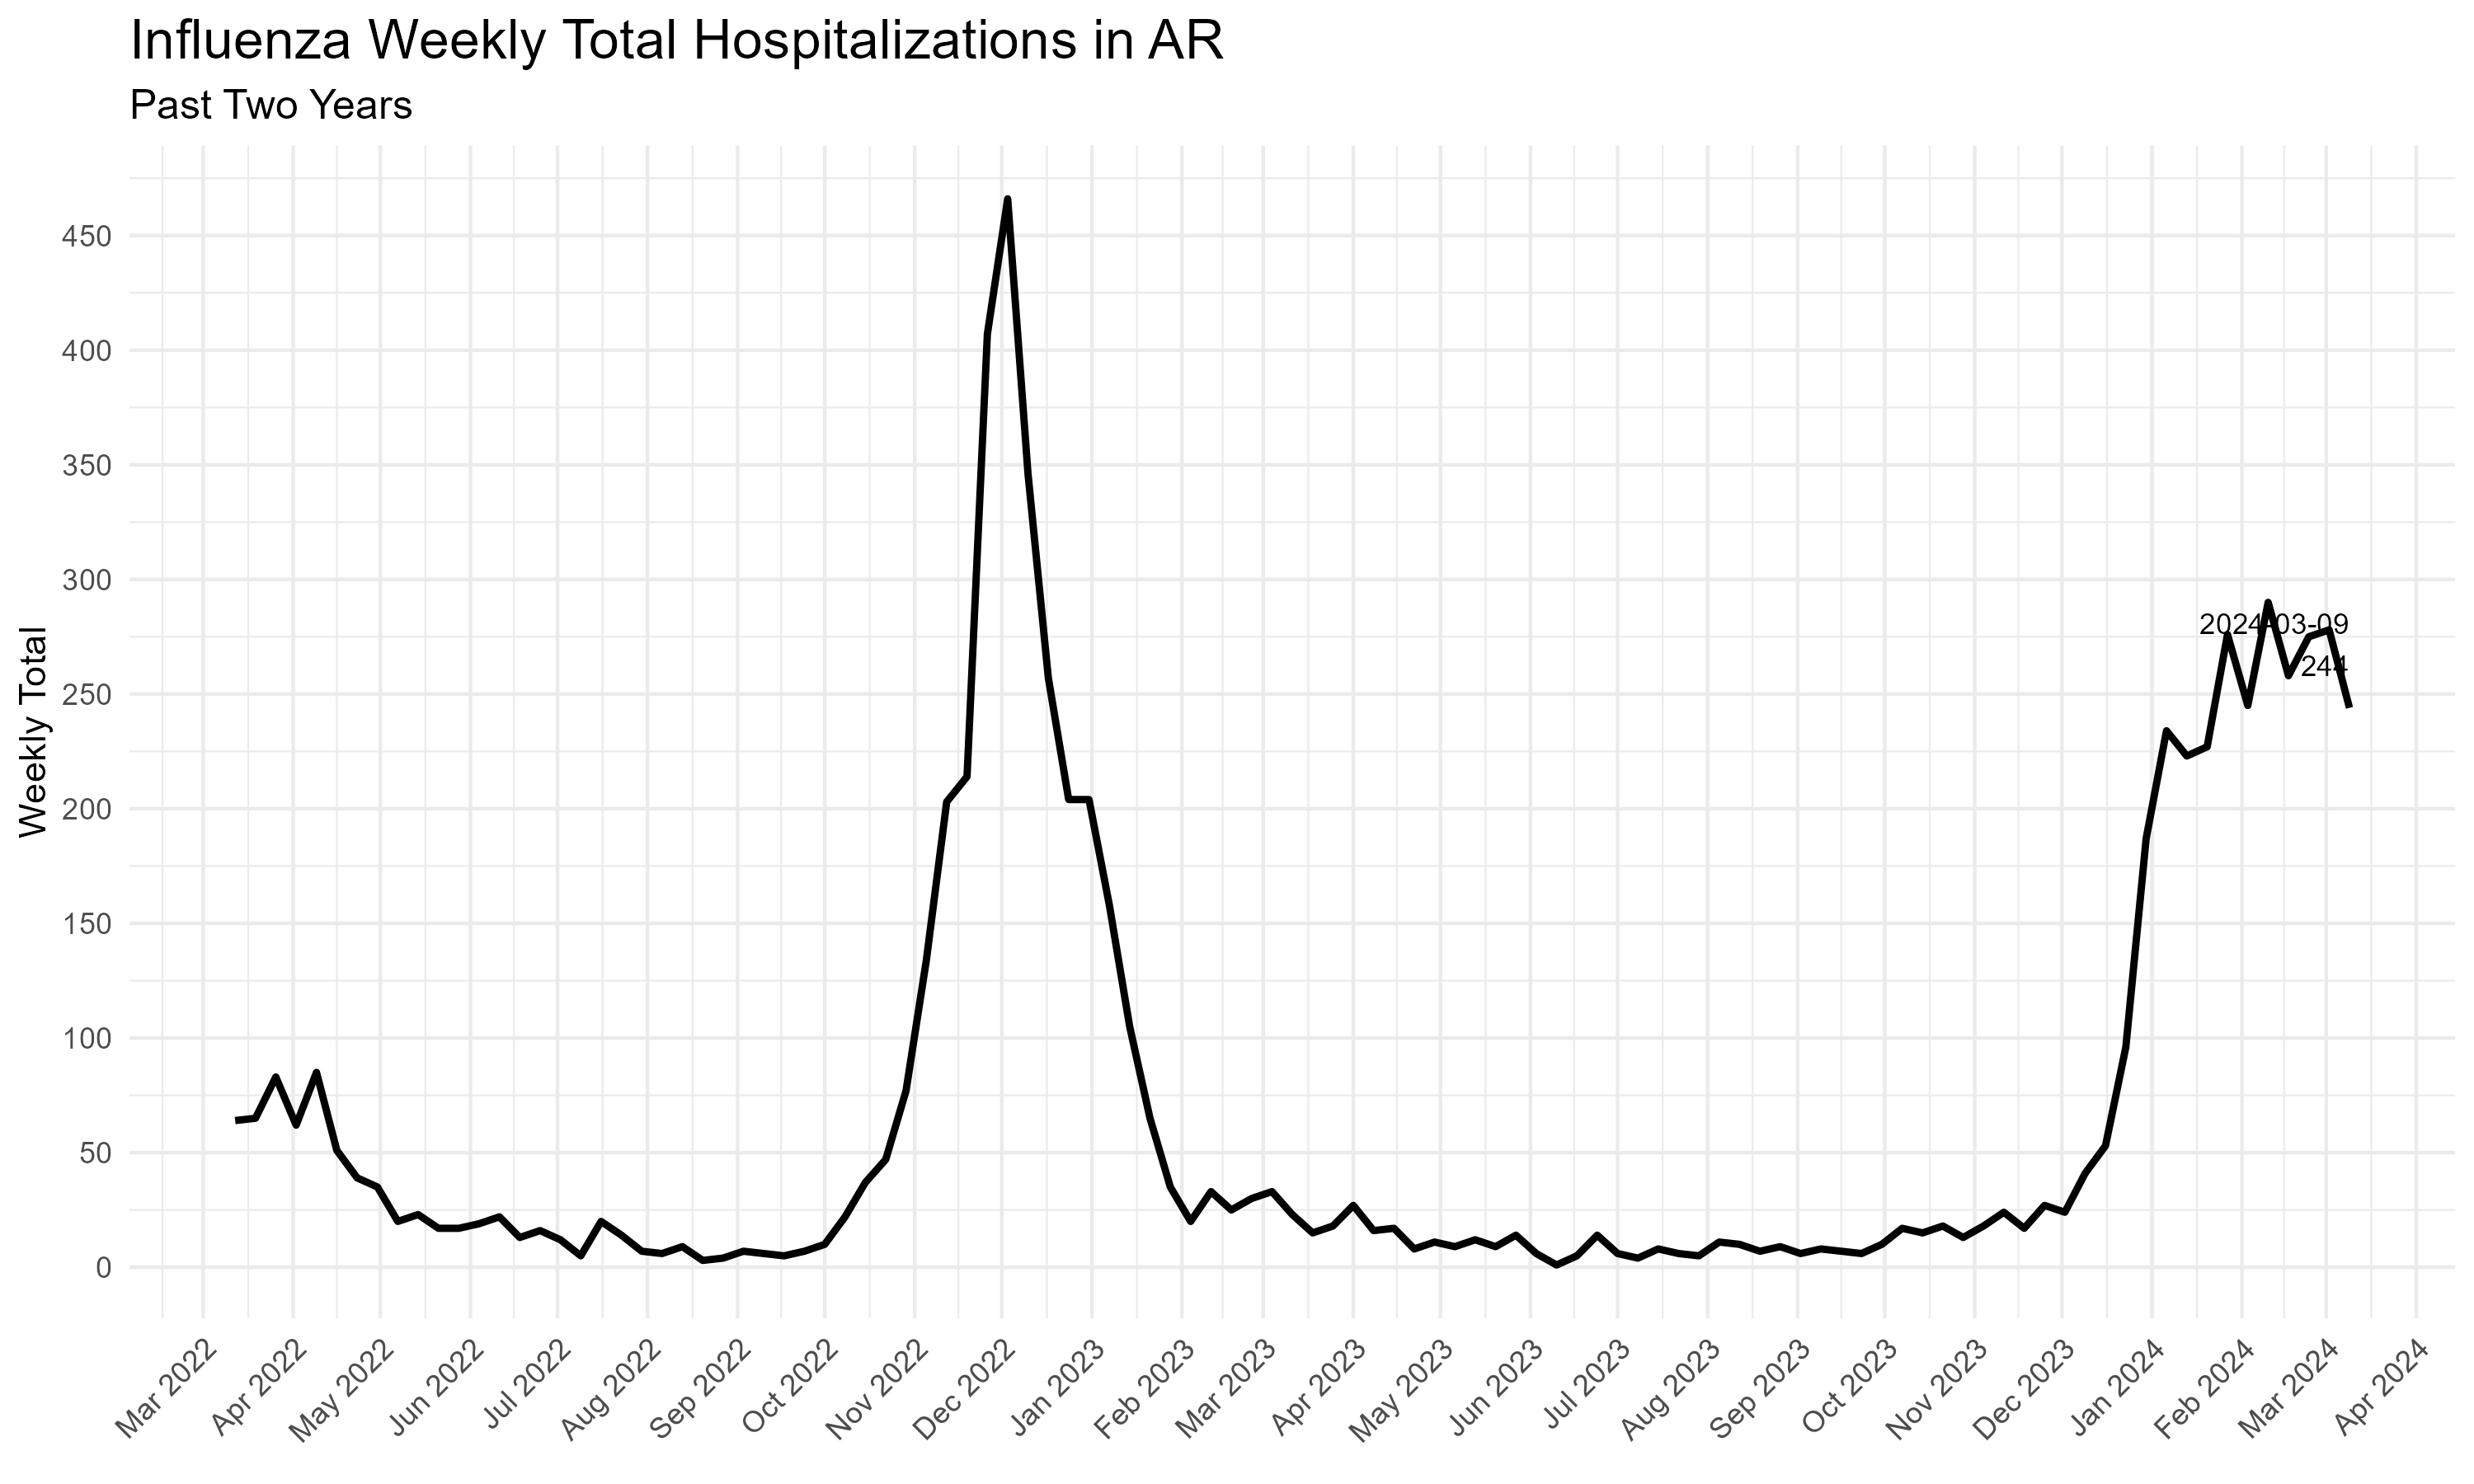 Influenza Weekly Total Hospitalizations in AR
Past Two Years
Weekly Total
450
400
350
300
250
200
150
100
50
0
2024-03-09
244
Mar 2022
Apr 2022
May 2022
Jun 2022
Jul 2022
Aug 2022
Sep 2022
Oct 2022
Nov 2022
Dec 2022
Jan 2023
Feb 2023
Mar 2023
Apr 2023
May 2023
Jun 2023
Jul 2023
Aug 2023
Sep 2023
Oct 2023
Nov 2023
Dec 2023
Jan 2024
Feb 2024
Mar 2024
Apr 2024